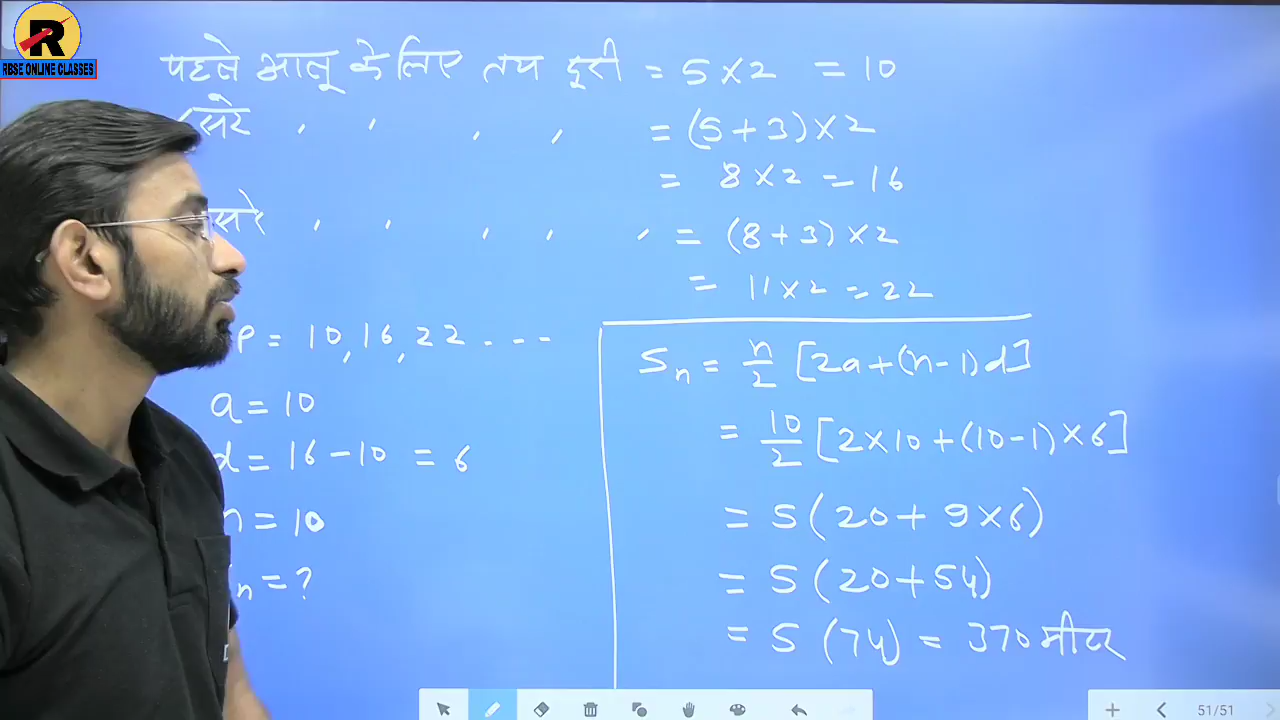 R
RBSE ONLINE CLASSES
पहले आलू के लिए तय दूरी = 5 × 2 = 10
सरे , , , , = (5 + 3) × 2
= 8 × 2 = 16
सरे , , , , , = (8 + 3) × 2
= 11 × 2 = 22
P = 10, 16, 22 - - -
a = 10
d = 16 - 10 = 6
n = 10
n = ?
Sn = n/2 [2a + (n - 1) d]
= 10/2 [2 × 10 + (10 - 1) × 6]
= 5 (20 + 9 × 6)
= 5 (20 + 54)
= 5 (74) = 370 मीटर
51/51